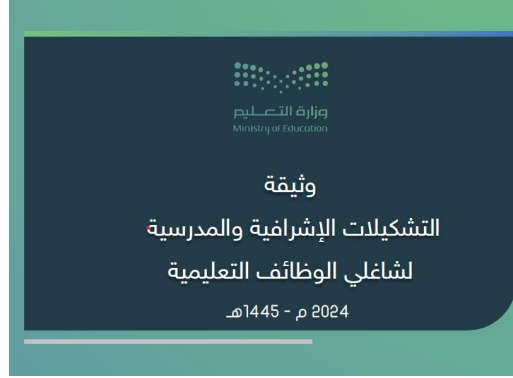 وزارة التعليم
Ministry of Education
وثيقة
التشكيلات الإشرافية والمدرسية
لشاغلي الوظائف التعليمية
2024 م - 1445هـ